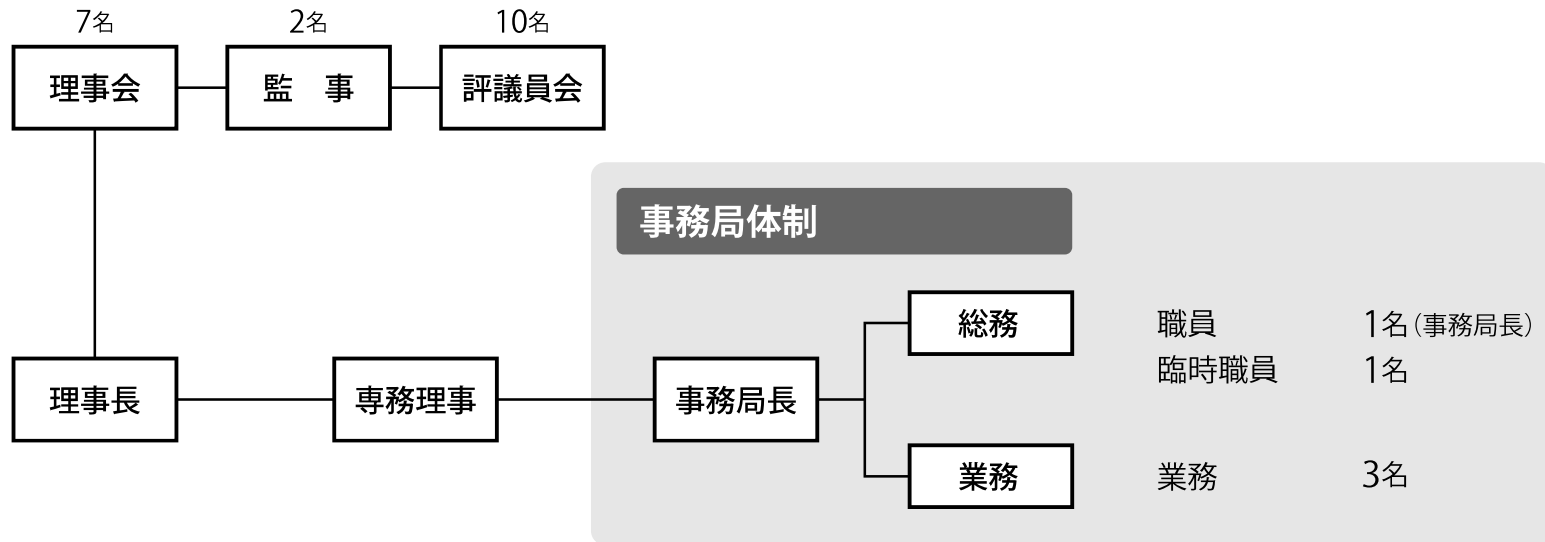 7名 2名 10名
理事会 監　事 評議員会
事務局体制
総務 職員 1名（事務局長）
臨時職員 1名
理事長 専務理事 事務局長
業務 業務 3名